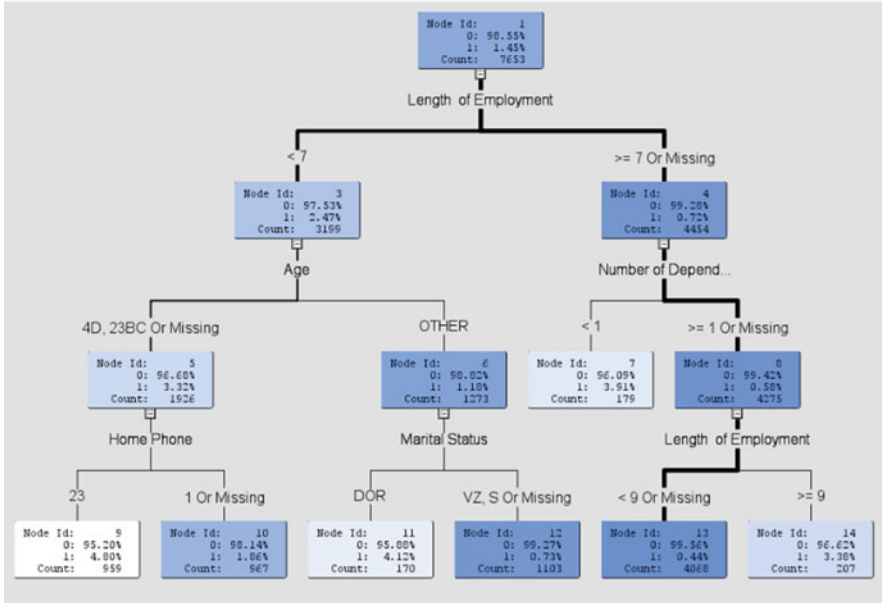 Node Id: 1
0: 98.55%
1: 1.45%
Count: 7653
Length of Employment
< 7
>= 7 Or Missing
Node Id: 3
0: 97.53%
1: 2.47%
Count: 3199
Node Id: 4
0: 99.28%
1: 0.72%
Count: 4454
Age
Number of Depend...
4D, 23BC Or Missing
OTHER
< 1
>= 1 Or Missing
Node Id: 5
0: 96.68%
1: 3.32%
Count: 1926
Node Id: 6
0: 98.82%
1: 1.18%
Count: 1273
Node Id: 7
0: 96.09%
1: 3.91%
Count: 179
Node Id: 8
0: 99.42%
1: 0.58%
Count: 4275
Home Phone
Marital Status
Length of Employment
23
1 Or Missing
DOR
VZ, S Or Missing
< 9 Or Missing
>= 9
Node Id: 9
0: 95.20%
1: 4.80%
Count: 959
Node Id: 10
0: 98.14%
1: 1.86%
Count: 967
Node Id: 11
0: 95.88%
1: 4.12%
Count: 170
Node Id: 12
0: 99.27%
1: 0.73%
Count: 1103
Node Id: 13
0: 99.56%
1: 0.44%
Count: 4068
Node Id: 14
0: 96.62%
1: 3.38%
Count: 207